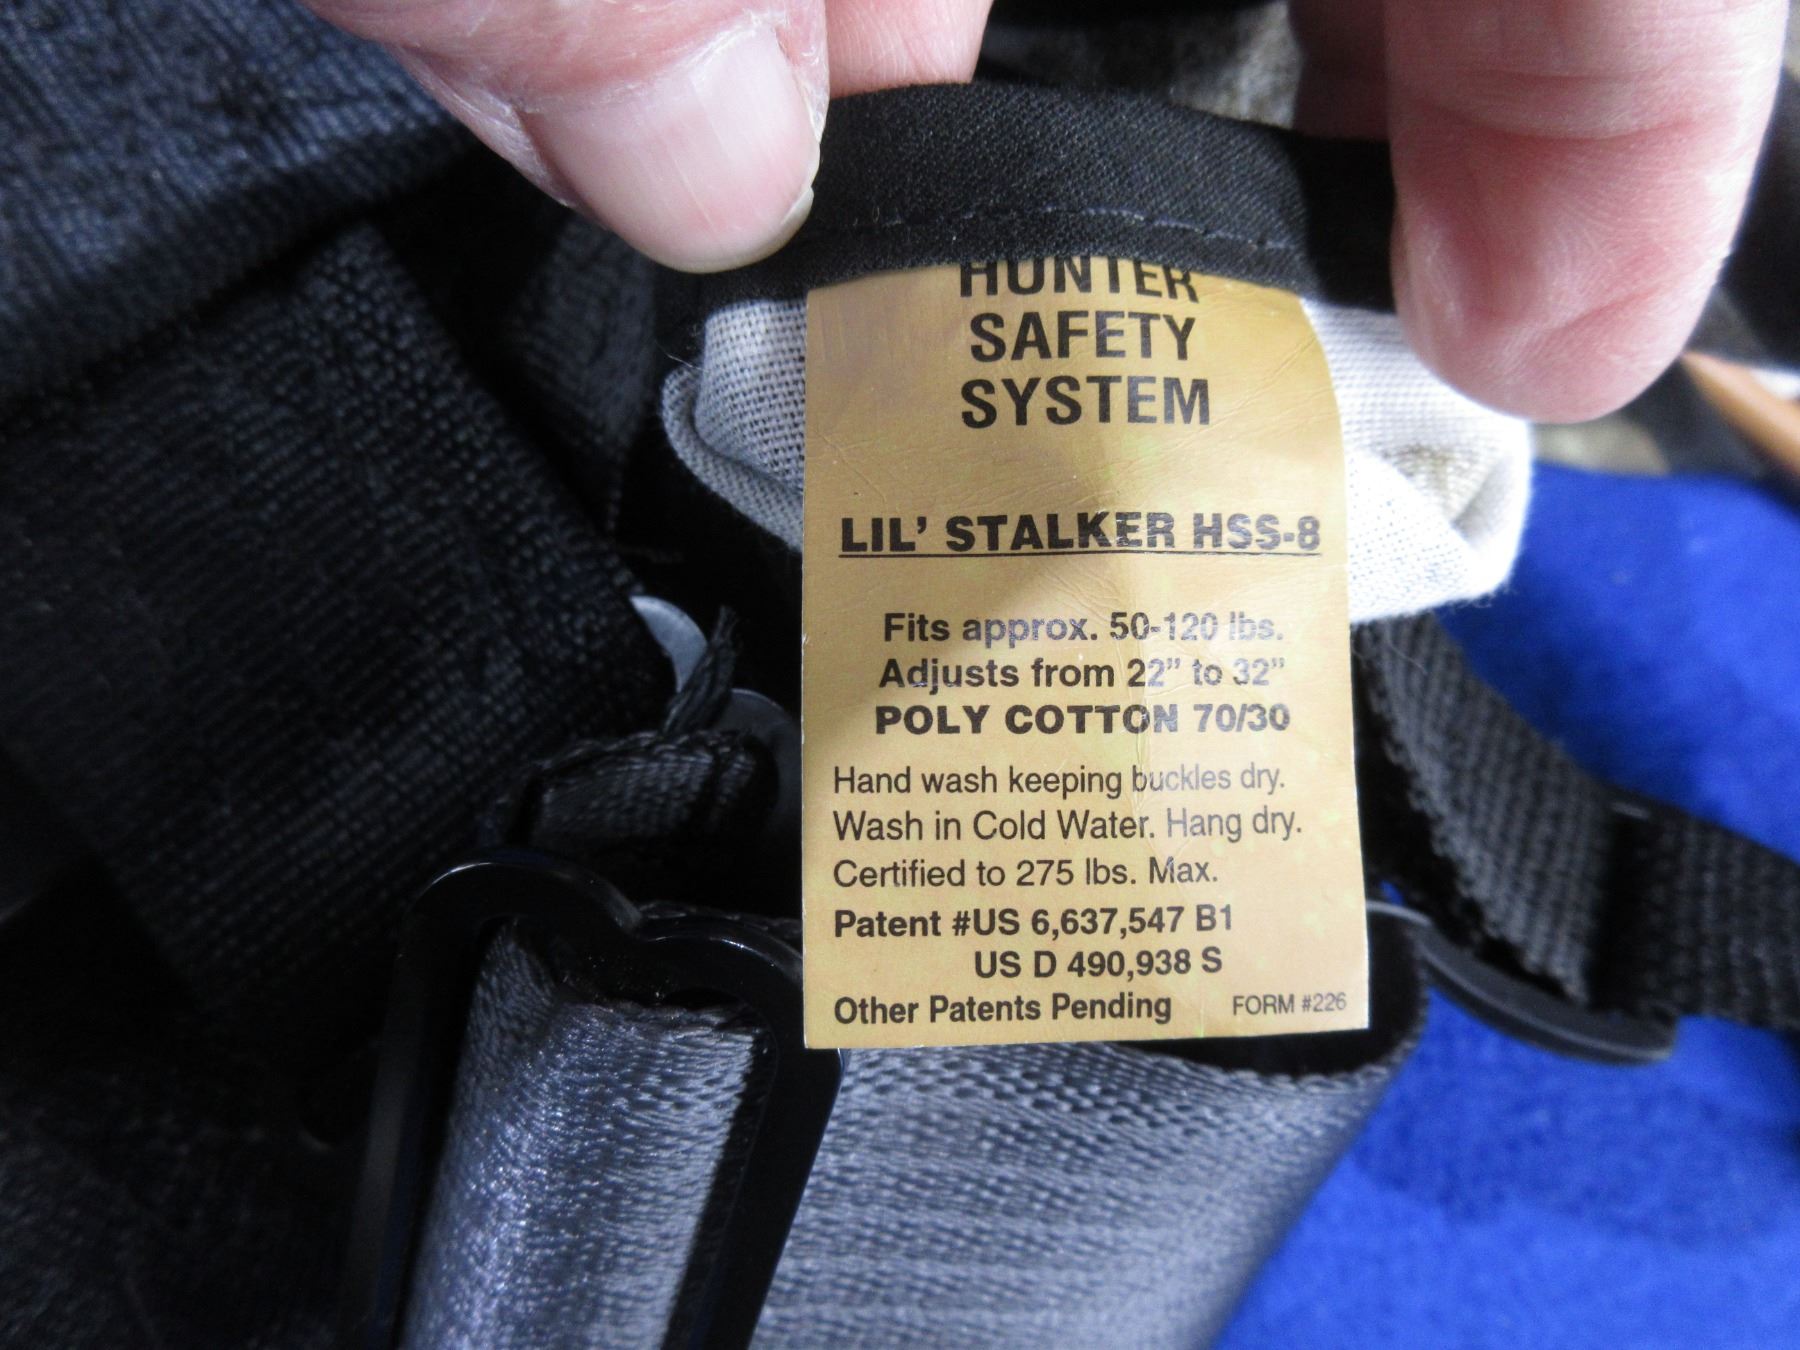 HUNTER
SAFETY
SYSTEM
LIL' STALKER HSS-8
Fits approx. 50-120 lbs.
Adjusts from 22" to 32"
POLY COTTON 70/30
Hand wash keeping buckles dry.
Wash in Cold Water. Hang dry.
Certified to 275 lbs. Max.
Patent #US 6,637,547 B1
US D 490,938 S
Other Patents Pending FORM #226